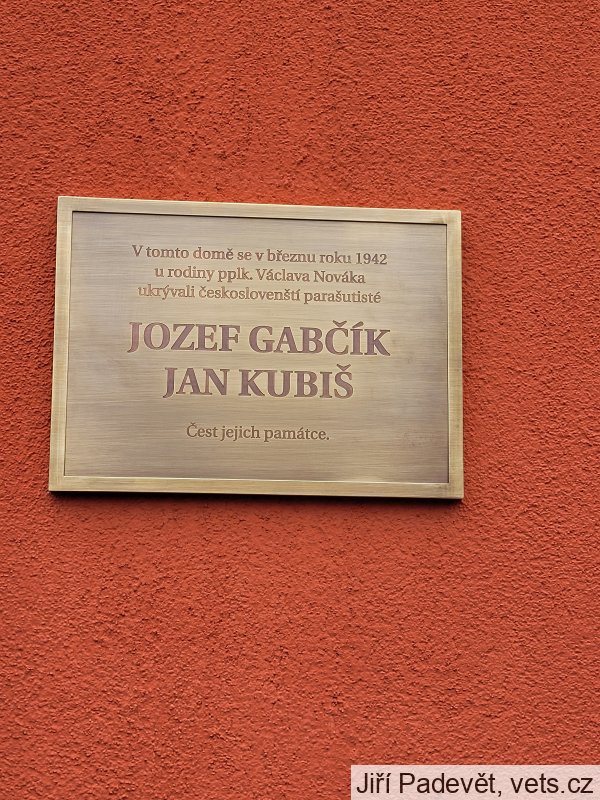 V tomto domě se v březnu roku 1942
u rodiny pplk. Václava Nováka
ukrývali českoslovenští parašutisté
JOZEF GABČÍK
JAN KUBIŠ
Čest jejich památce.
Jiří Padevět, vets.cz